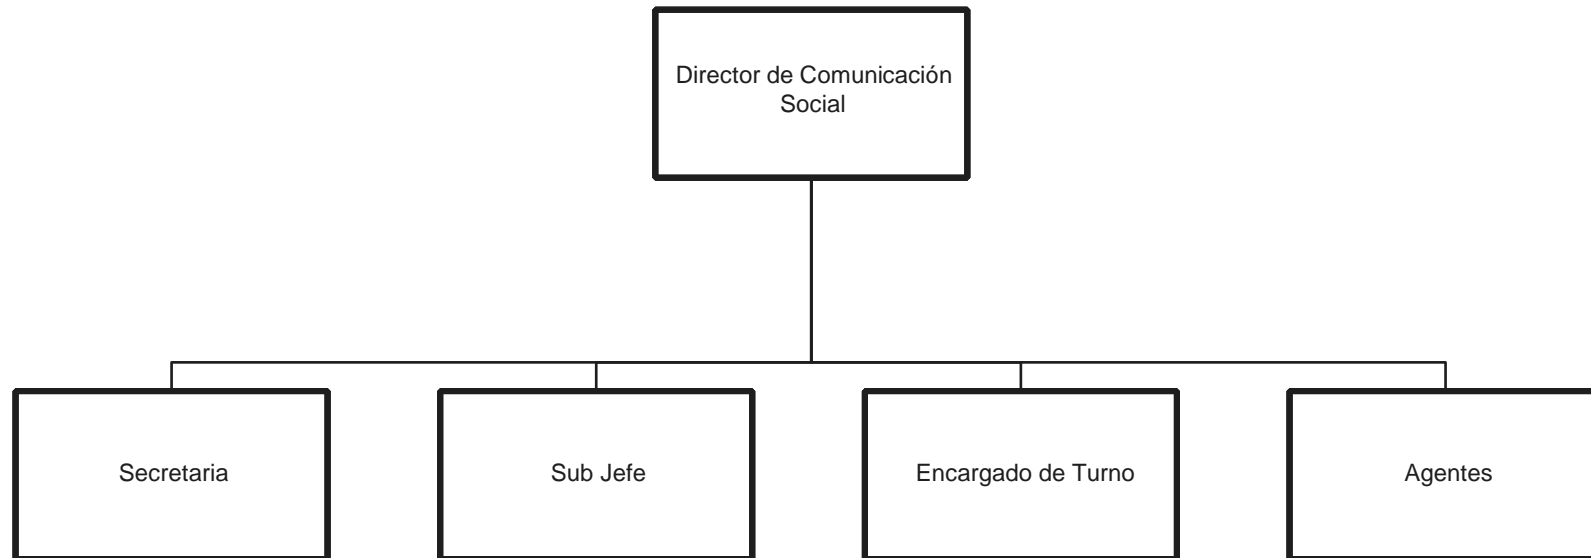 Director de Comunicación
Social
Secretaria
Sub Jefe
Encargado de Turno
Agentes